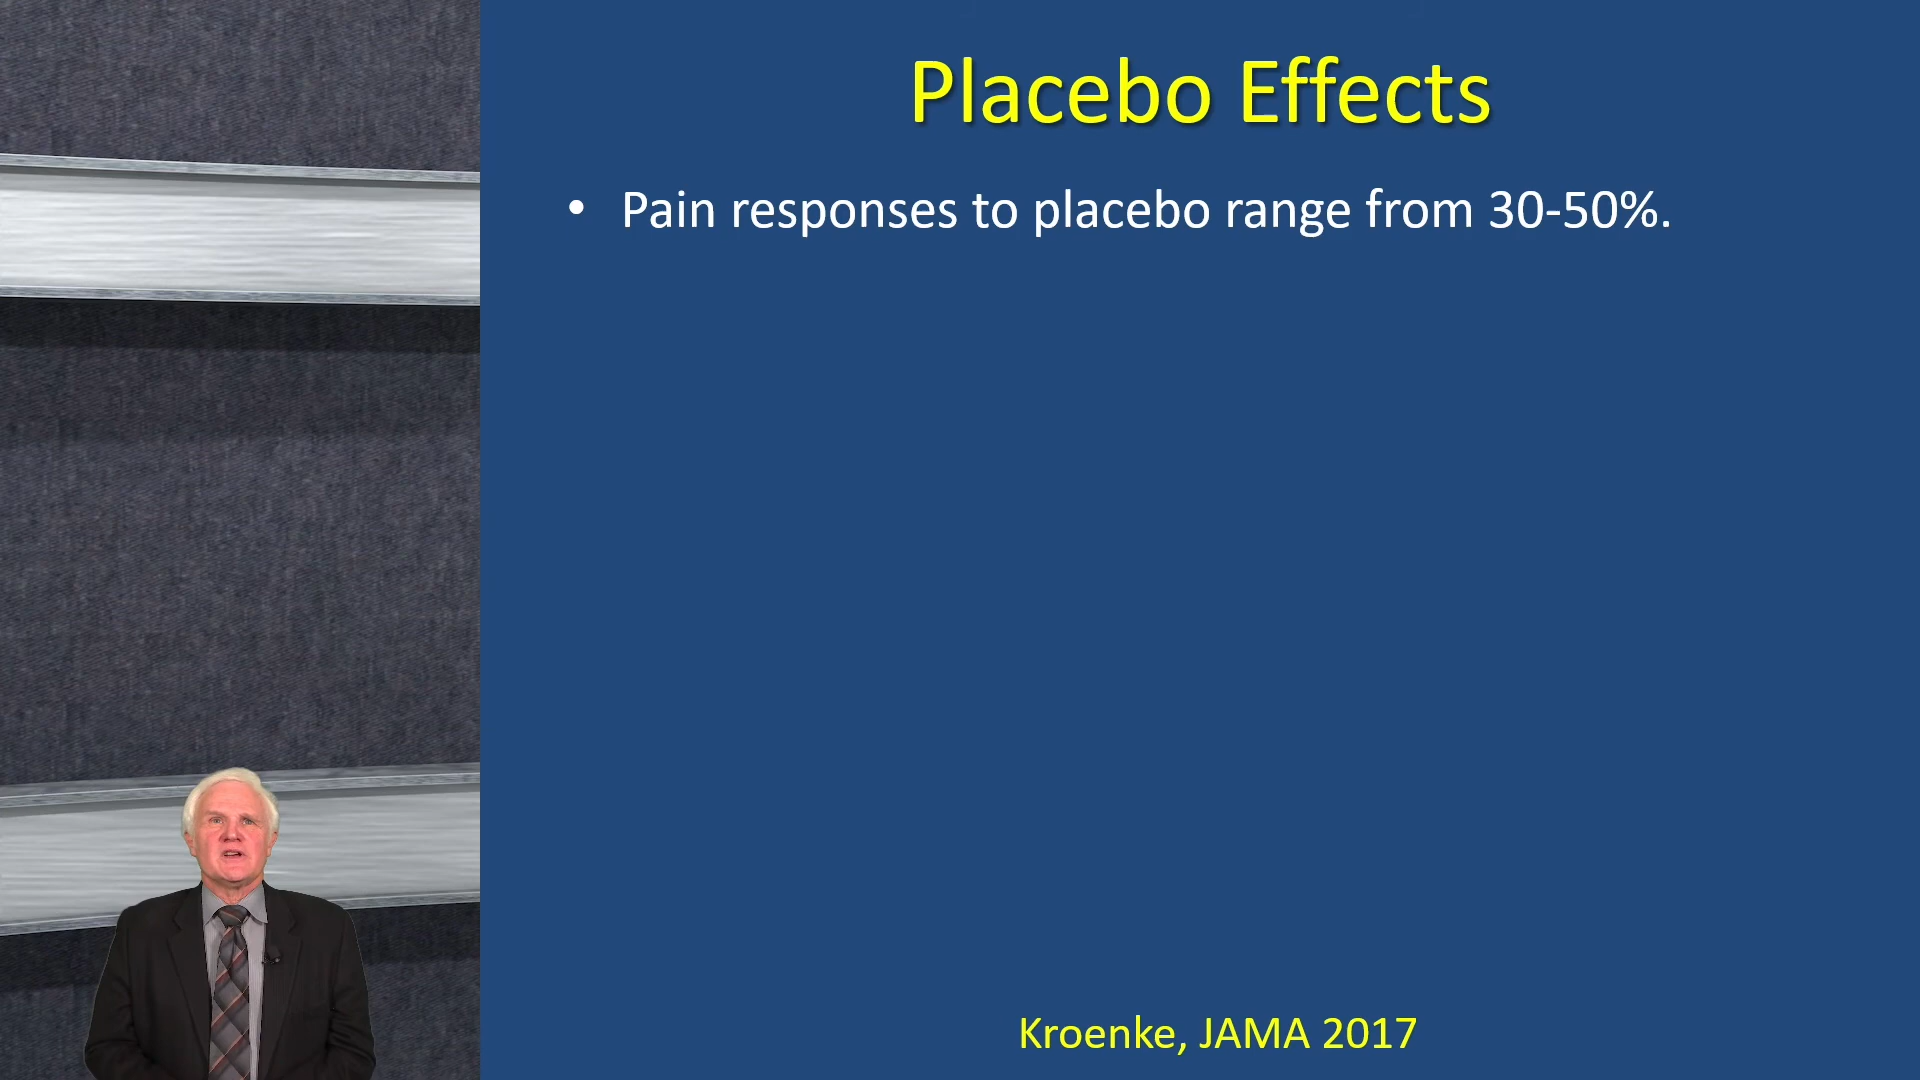 Placebo Effects
• Pain responses to placebo range from 30-50%.
Kroenke, JAMA 2017